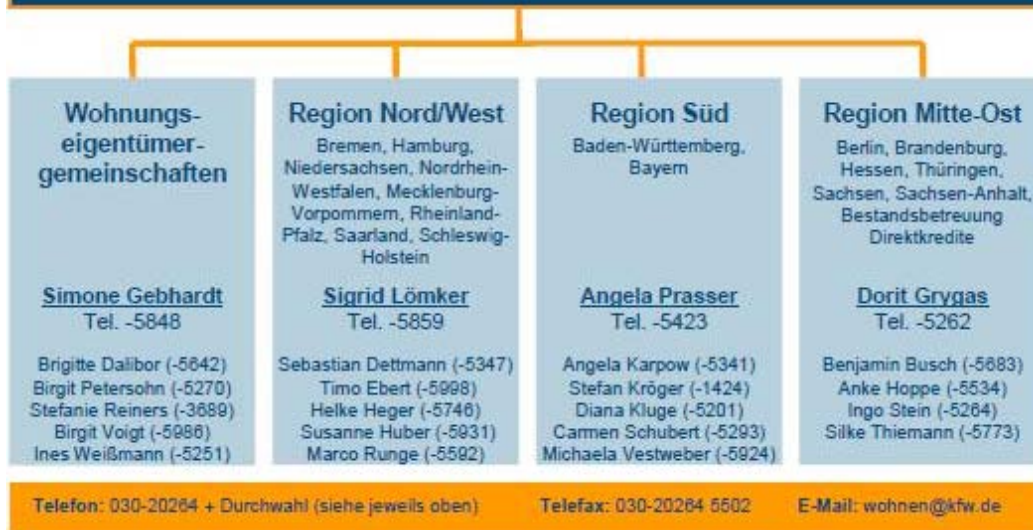 Wohnungs-
eigentümer-
gemeinschaften
Simone Gebhardt
Tel. -5848
Brigitte Dalibor (-5642)
Birgit Petersohn (-5270)
Stefanie Reiners (-3689)
Birgit Voigt (-5986)
Ines Weißmann (-5251)
Region Nord/West
Bremen, Hamburg,
Niedersachsen, Nordrhein-
Westfalen, Mecklenburg-
Vorpommern, Rheinland-
Pfalz, Saarland, Schleswig-
Holstein
Sigrid Lömker
Tel. -5859
Sebastian Dettmann (-5347)
Timo Ebert (-5998)
Helke Heger (-5746)
Susanne Huber (-5931)
Marco Runge (-5592)
Region Süd
Baden-Württemberg,
Bayern
Angela Prasser
Tel. -5423
Angela Karpow (-5341)
Stefan Kröger (-1424)
Diana Kluge (-5201)
Carmen Schubert (-5293)
Michaela Vestweber (-5924)
Region Mitte-Ost
Berlin, Brandenburg,
Hessen, Thüringen,
Sachsen, Sachsen-Anhalt,
Bestandsbetreuung
Direktkredite
Dorit Grygas
Tel. -5262
Benjamin Busch (-5683)
Anke Hoppe (-5534)
Ingo Stein (-5264)
Silke Thiemann (-5773)
Telefon: 030-20264 + Durchwahl (siehe jeweils oben) Telefax: 030-20264 5502 E-Mail: wohnen@kfw.de